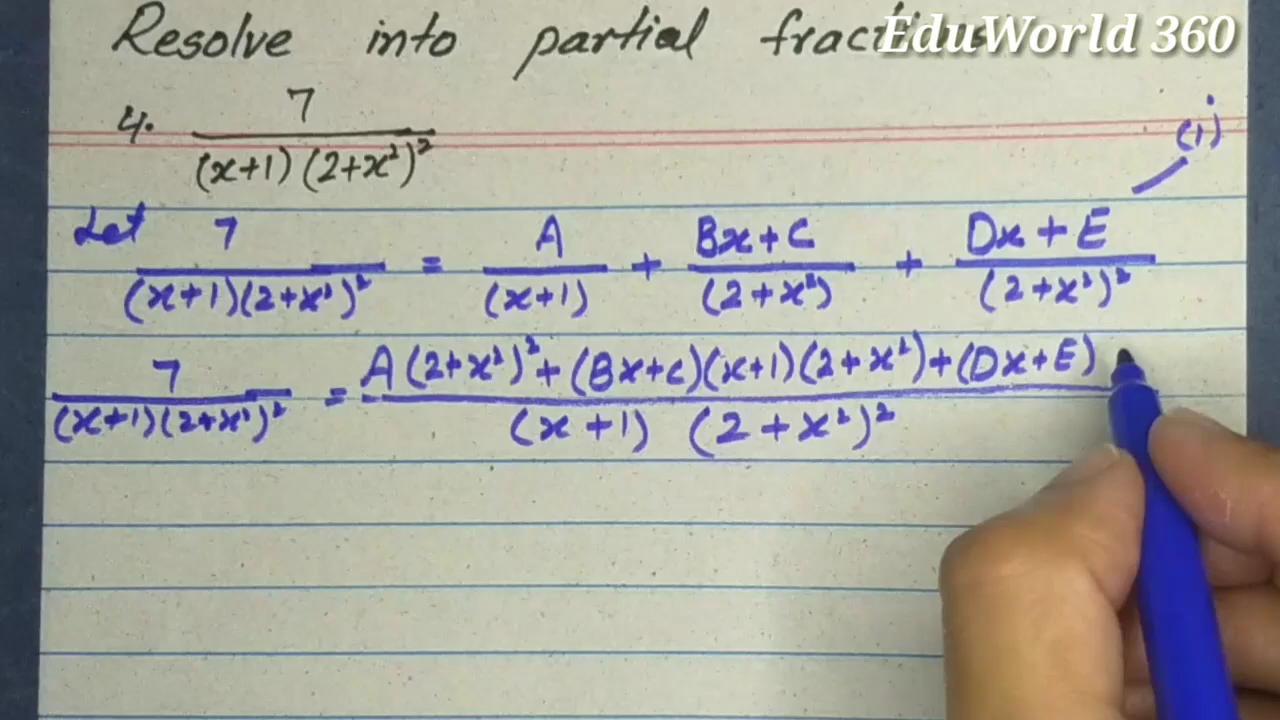 Resolve into partial fractions
EduWorld 360
4. 7/((x+1)(2+x²)²)
(i)
Let 7/((x+1)(2+x²)²) = A/(x+1) + (Bx+C)/(2+x²) + (Dx+E)/(2+x²)²
7/((x+1)(2+x²)²) = (A(2+x²)²+(Bx+C)(x+1)(2+x²)+(Dx+E))/((x+1)(2+x²)²)